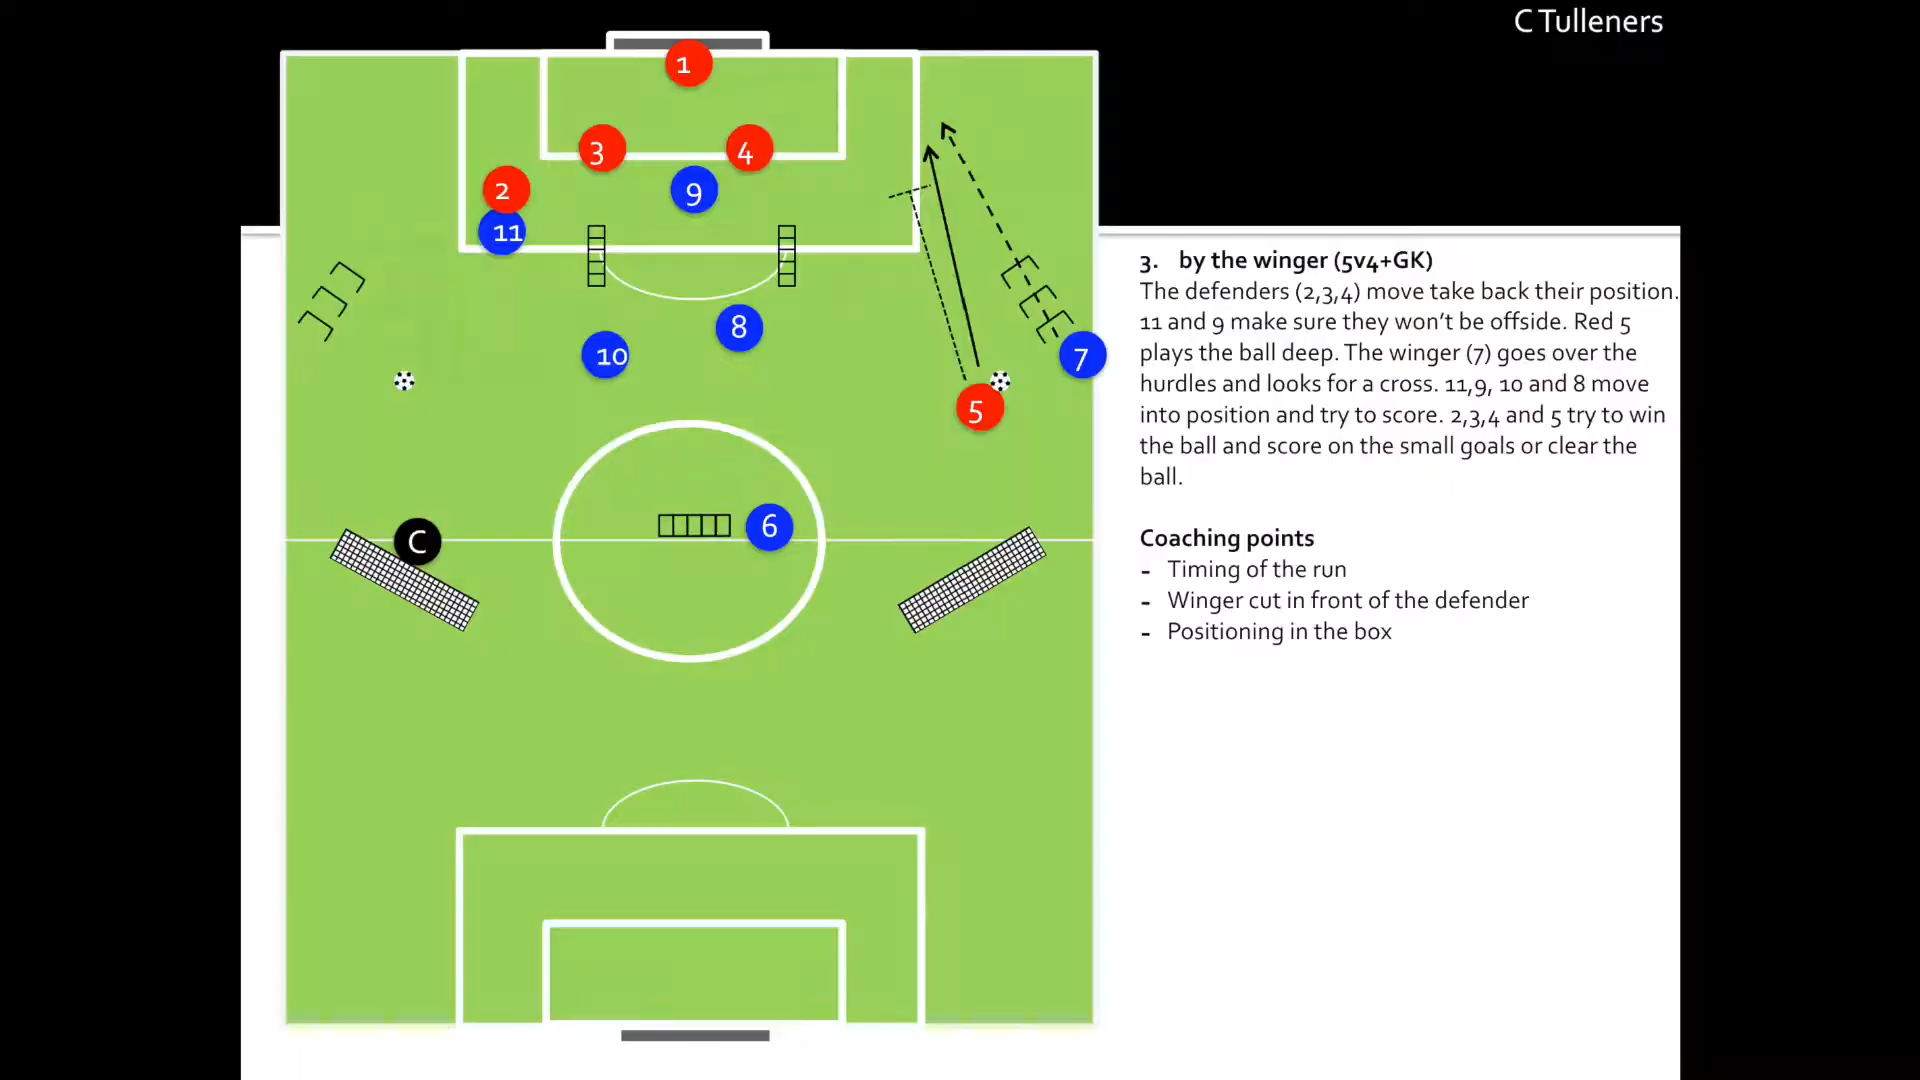 C Tulleners
1
3
4
2
9
11
8
10
7
5
6
C
3. by the winger (5v4+GK)
The defenders (2,3,4) move take back their position.
11 and 9 make sure they won't be offside. Red 5
plays the ball deep. The winger (7) goes over the
hurdles and looks for a cross. 11,9, 10 and 8 move
into position and try to score. 2,3,4 and 5 try to win
the ball and score on the small goals or clear the
ball.
Coaching points
- Timing of the run
- Winger cut in front of the defender
- Positioning in the box